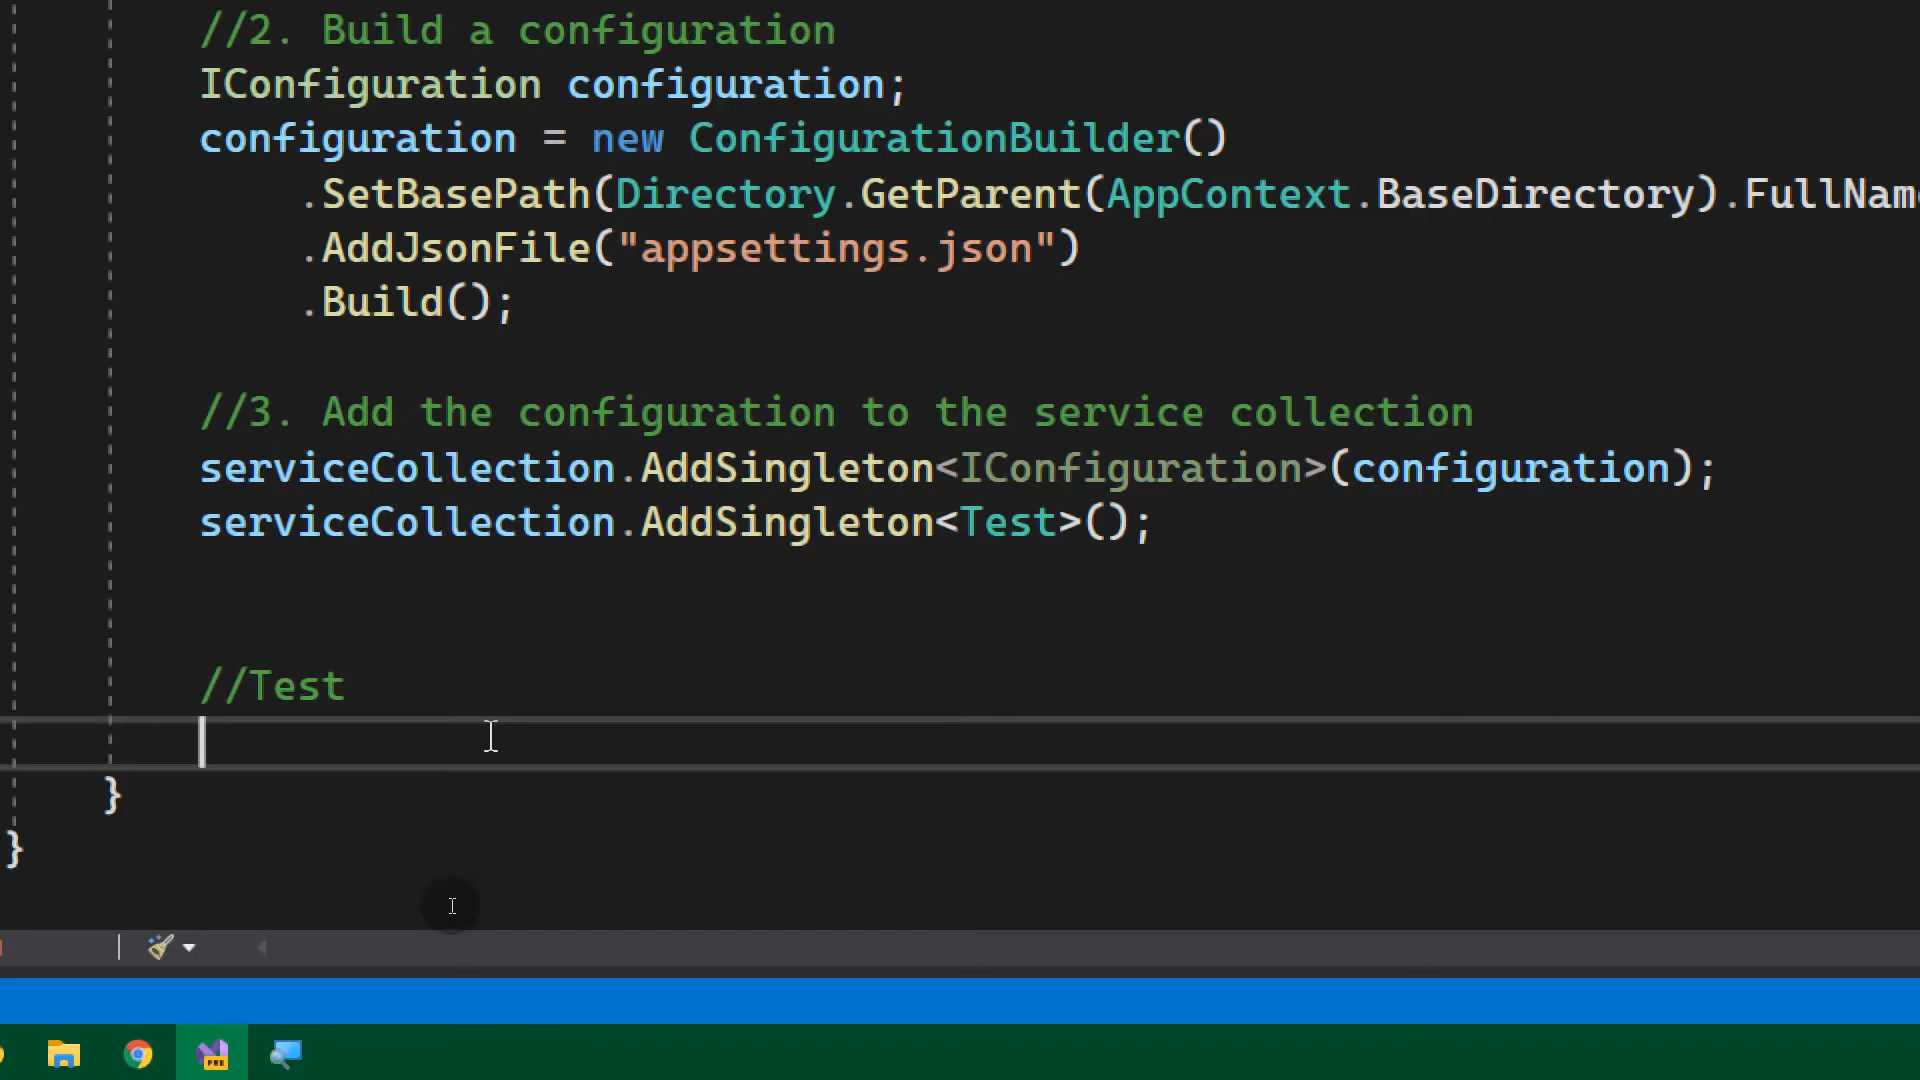 //2. Build a configuration
IConfiguration configuration;
configuration = new ConfigurationBuilder()
.SetBasePath(Directory.GetParent(AppContext.BaseDirectory).FullName
.AddJsonFile("appsettings.json")
.Build();
//3. Add the configuration to the service collection
serviceCollection.AddSingleton<IConfiguration>(configuration);
serviceCollection.AddSingleton<Test>();
//Test
}
}